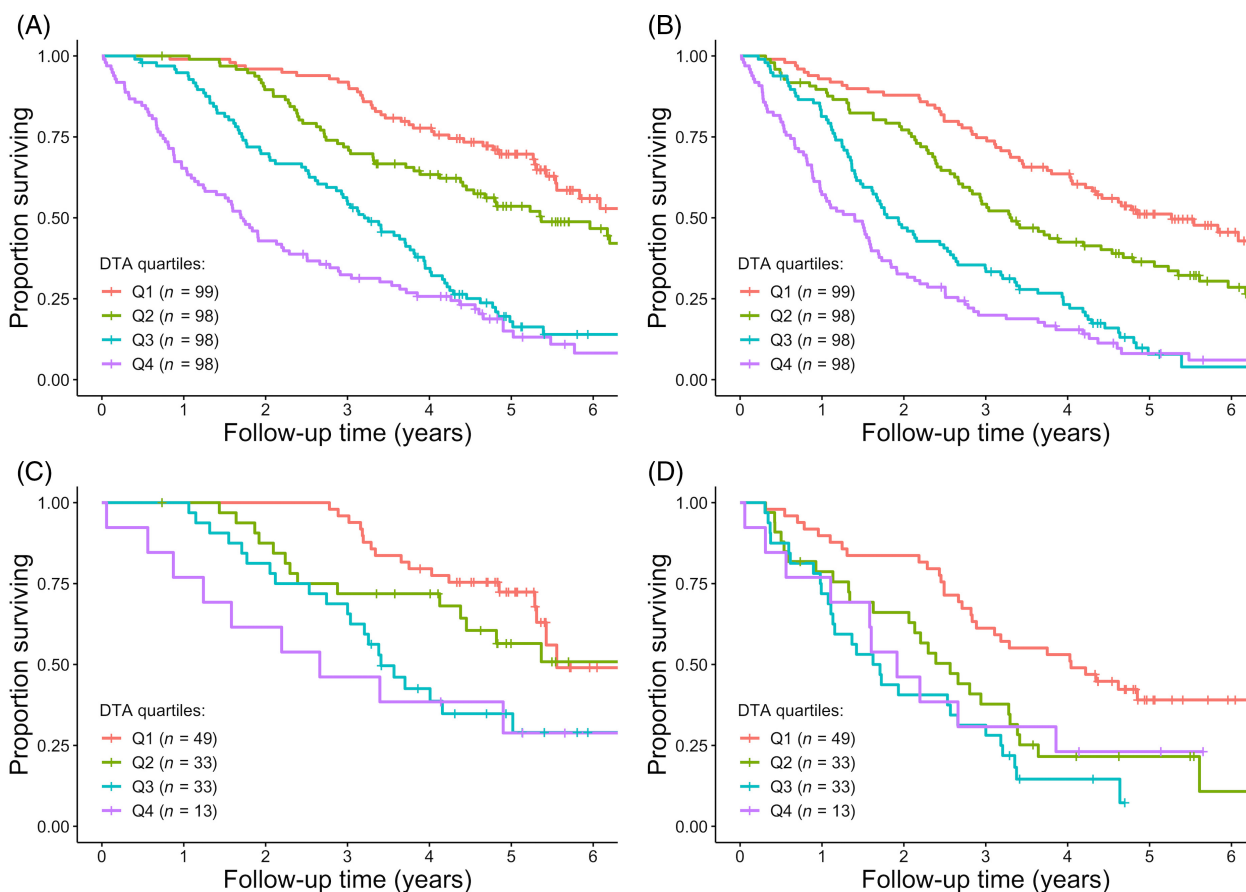 (A)
Proportion surviving
1.00
0.75
0.50
0.25
0.00
DTA quartiles:
Q1 (n = 99)
Q2 (n = 98)
Q3 (n = 98)
Q4 (n = 98)
0 1 2 3 4 5 6
Follow-up time (years)
(B)
Proportion surviving
1.00
0.75
0.50
0.25
0.00
DTA quartiles:
Q1 (n = 99)
Q2 (n = 98)
Q3 (n = 98)
Q4 (n = 98)
0 1 2 3 4 5 6
Follow-up time (years)
(C)
Proportion surviving
1.00
0.75
0.50
0.25
0.00
DTA quartiles:
Q1 (n = 49)
Q2 (n = 33)
Q3 (n = 33)
Q4 (n = 13)
0 1 2 3 4 5 6
Follow-up time (years)
(D)
Proportion surviving
1.00
0.75
0.50
0.25
0.00
DTA quartiles:
Q1 (n = 49)
Q2 (n = 33)
Q3 (n = 33)
Q4 (n = 13)
0 1 2 3 4 5 6
Follow-up time (years)